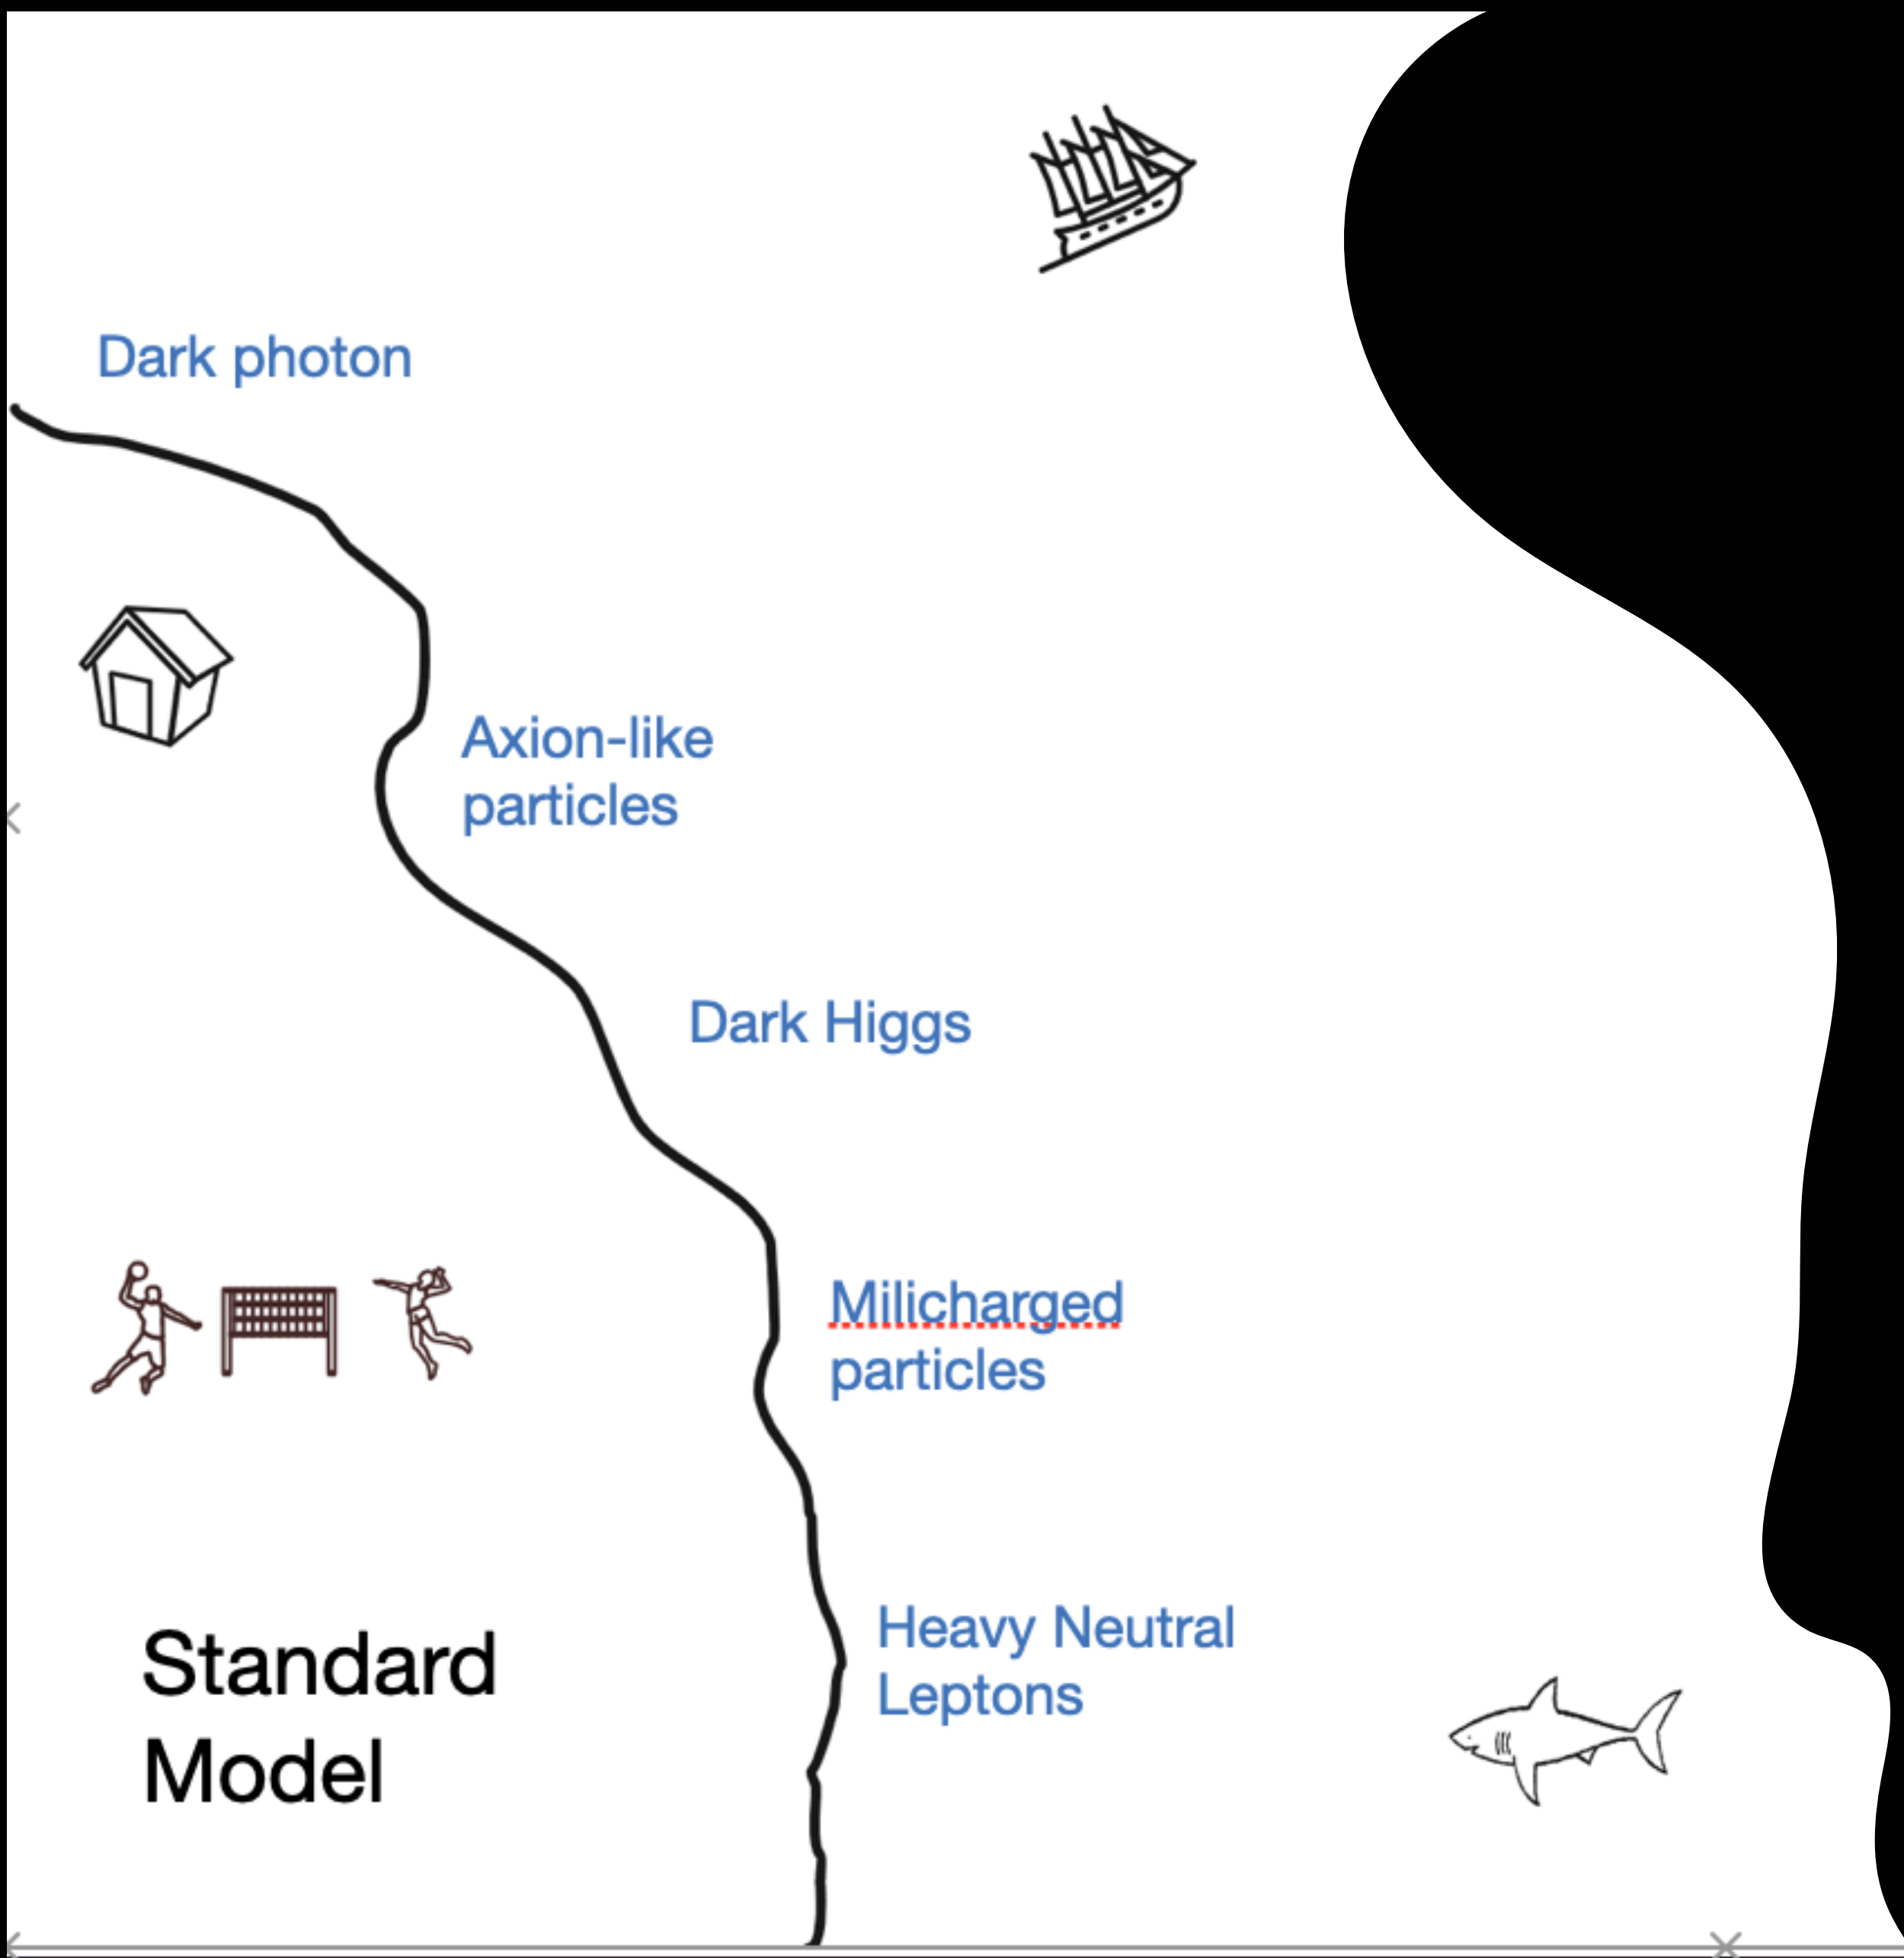 Dark photon
Axion-like
particles
Dark Higgs
Milicharged
particles
Heavy Neutral
Leptons
Standard
Model